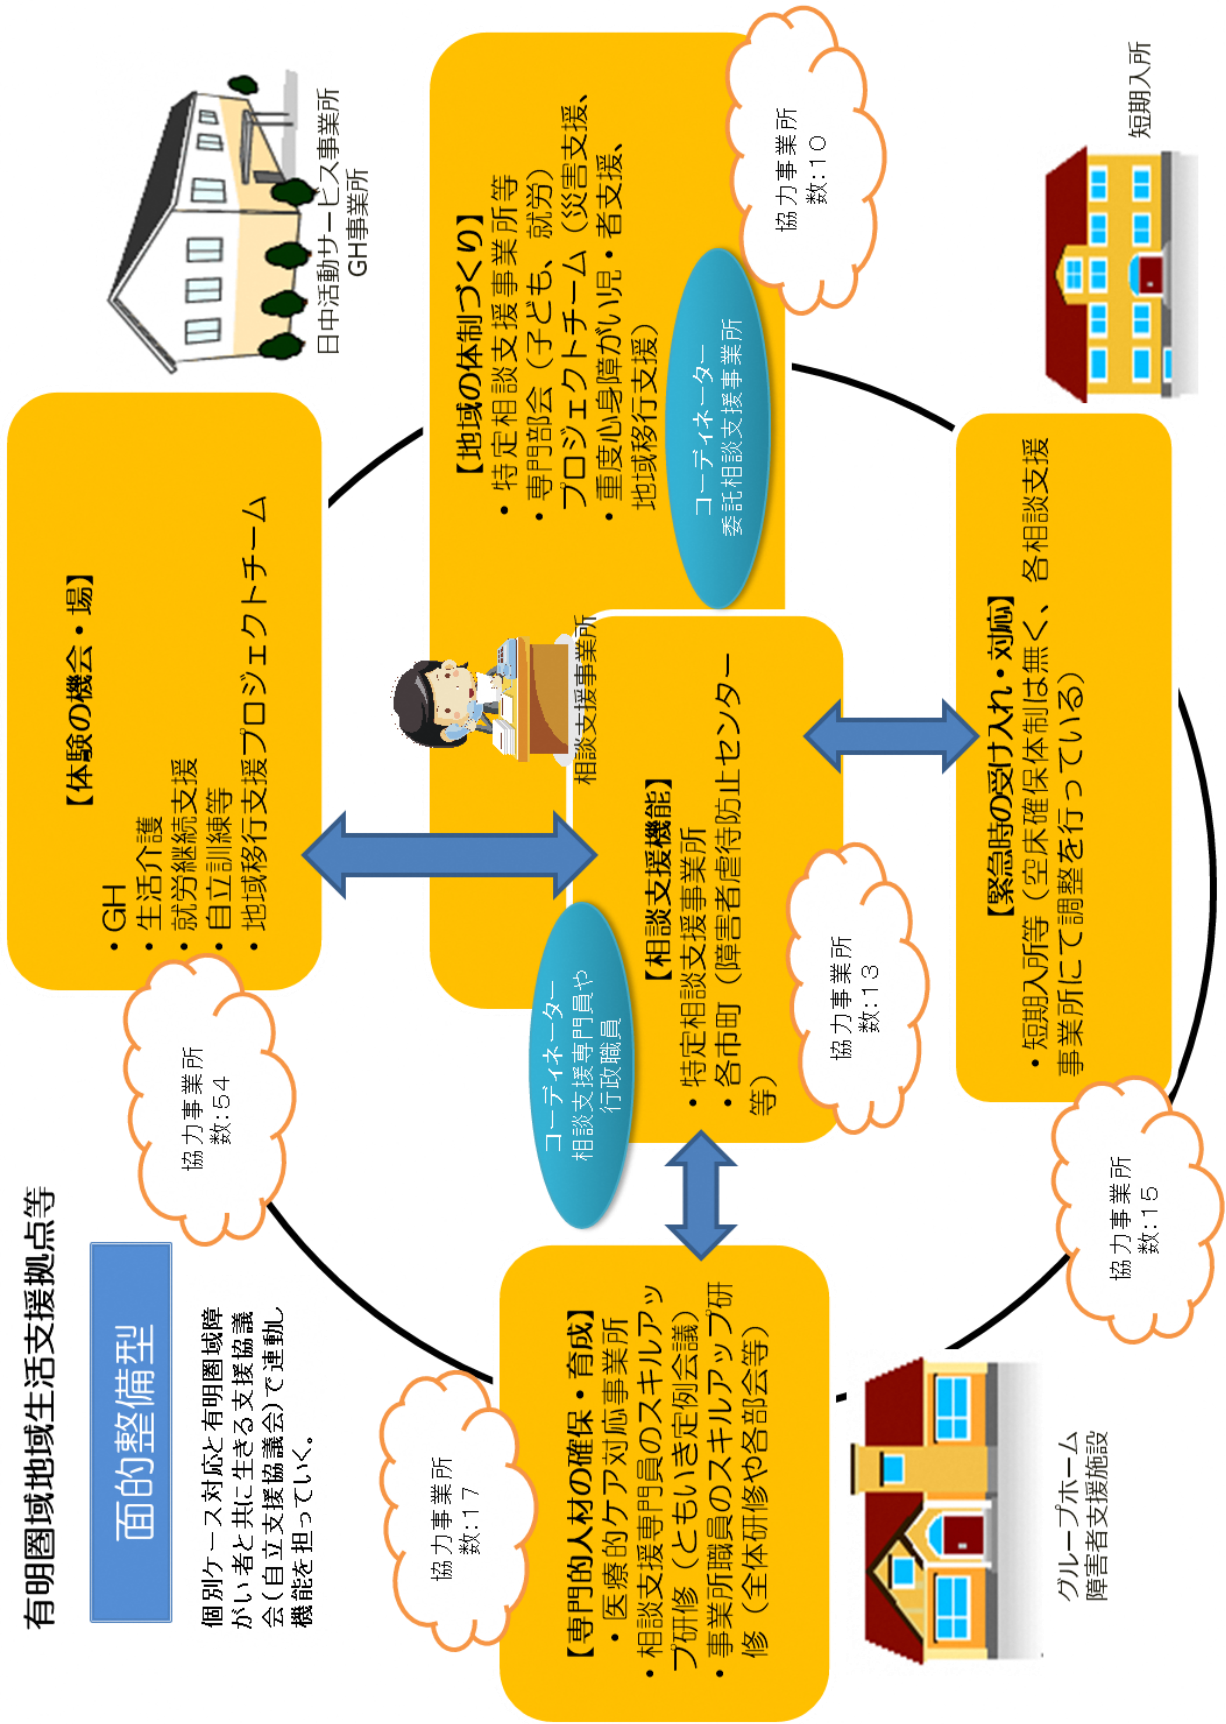 有明圏域地域生活支援拠点等
面的整備型
個別ケース対応と有明圏域障
がい者と共に生きる支援協議
会（自立支援協議会）で連動し
機能を担っていく。
協力事業所
数：54
【体験の機会・場】
・GH
・生活介護
就労継続支援
・自立訓練等
・地域移行支援プロジェクトチーム
日中活動サービス事業所
GH事業所
協力事業所
数：17
【専門的人材の確保・育成】
・医療的ケア対応事業所
・相談支援専門員のスキルアッ
プ研修（ともいき定例会議）
・事業所職員のスキルアップ研
修（全体研修や各部会等）
コーディネーター
相談支援専門員や
行政職員
相談支援事業所
【相談支援機能】
・特定相談支援事業所
・各市町（障害者虐待防止センター
等）
協力事業所
数：13
【地域の体制づくり】
・特定相談支援事業所等
・専門部会（子ども、就労）
プロジェクトチーム（災害支援、
・重度心身障がい児・者支援、
地域移行支援）
コーディネーター
委託相談支援事業所
協力事業所
数：10
グループホーム
障害者支援施設
協力事業所
数：15
【緊急時の受け入れ・対応】
・短期入所等（空床確保体制は無く、各相談支援
事業所にて調整を行っている）
短期入所